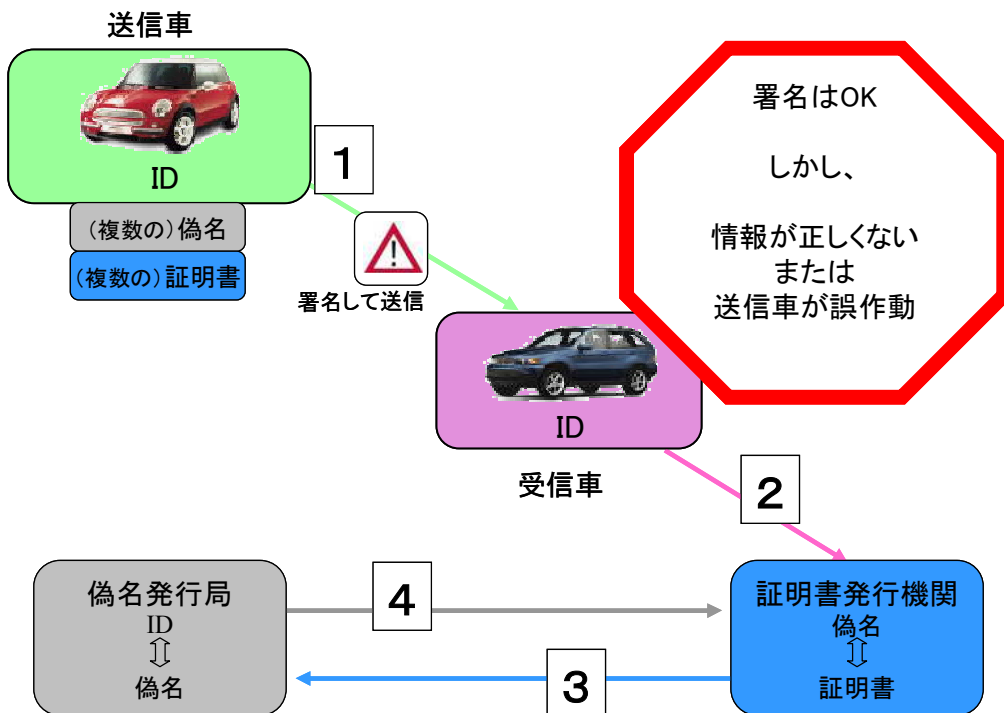 送信車
ID
(複数の)偽名
(複数の)証明書
1
署名して送信
署名はOK
しかし、
情報が正しくない
または
送信車が誤作動
ID
受信車
2
偽名発行局
ID
偽名
4
証明書発行機関
偽名
証明書
3